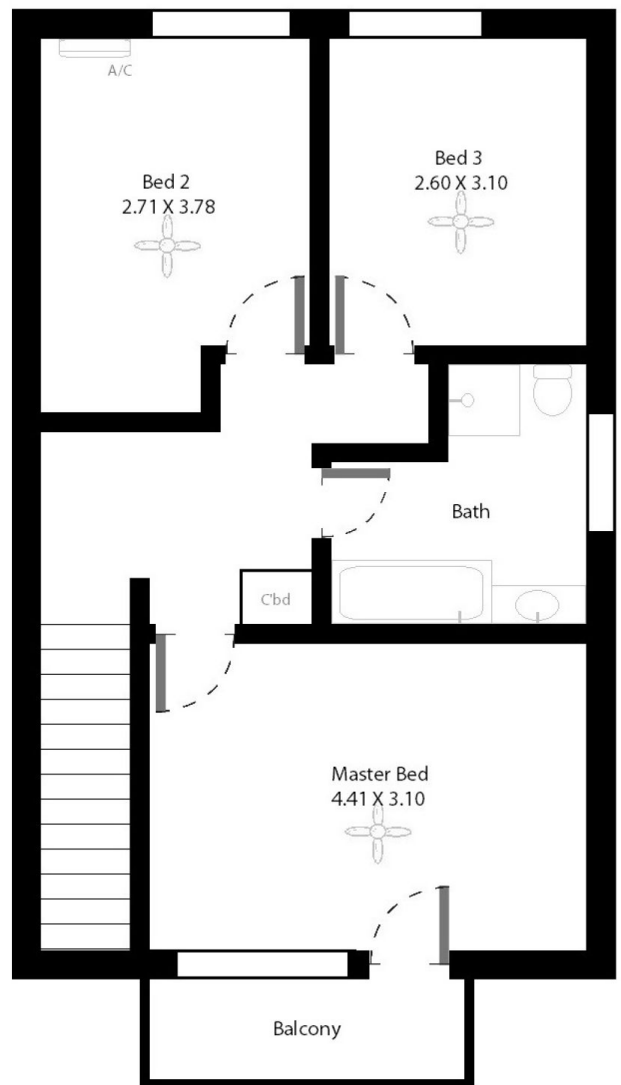 A/C
Bed 2
2.71 X 3.78
Bed 3
2.60 X 3.10
Bath
C'bd
Master Bed
4.41 X 3.10
Balcony